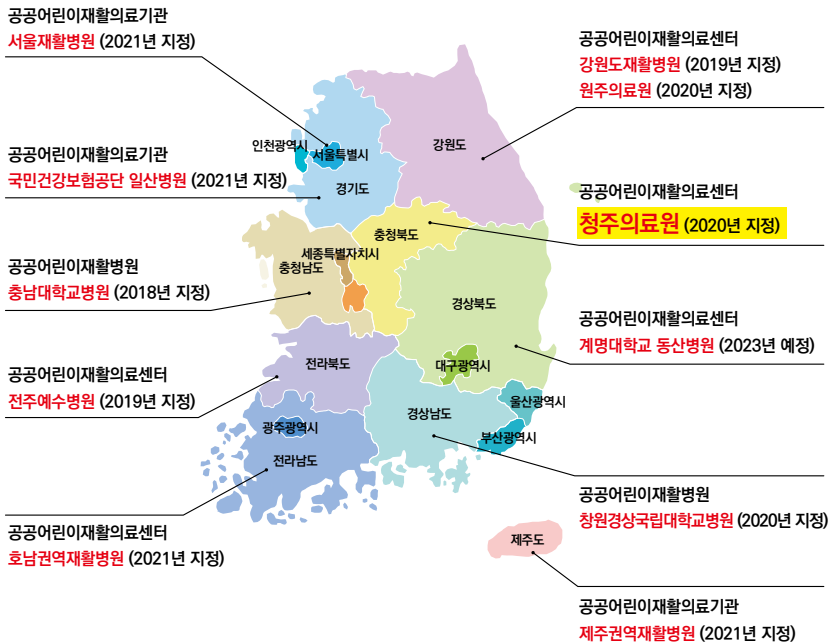 공공어린이재활의료기관
서울재활병원 (2021년 지정)
공공어린이재활의료기관
국민건강보험공단 일산병원 (2021년 지정)
공공어린이재활병원
충남대학교병원 (2018년 지정)
공공어린이재활의료센터
전주예수병원 (2019년 지정)
공공어린이재활의료센터
호남권역재활병원 (2021년 지정)
인천광역시
서울특별시
경기도
강원도
충청북도
세종특별자치시
충청남도
경상북도
대구광역시
전라북도
울산광역시
경상남도
부산광역시
광주광역시
전라남도
제주도
공공어린이재활의료센터
강원도재활병원 (2019년 지정)
원주의료원 (2020년 지정)
공공어린이재활의료센터
청주의료원 (2020년 지정)
공공어린이재활의료센터
계명대학교 동산병원 (2023년 예정)
공공어린이재활병원
창원경상국립대학교병원 (2020년 지정)
공공어린이재활의료기관
제주권역재활병원 (2021년 지정)